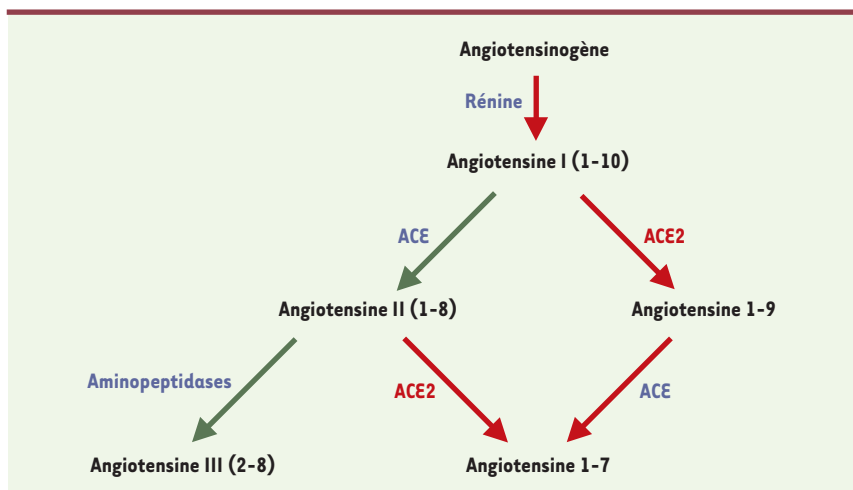 Angiotensinogène
Rénine
Angiotensine I (1-10)
ACE
ACE2
Angiotensine II (1-8)
Angiotensine 1-9
Aminopeptidases
ACE2
ACE
Angiotensine III (2-8)
Angiotensine 1-7